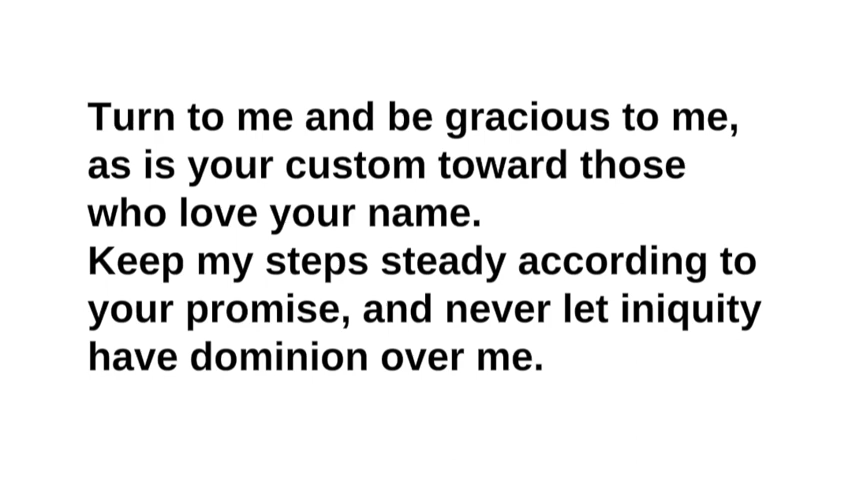 Turn to me and be gracious to me,
as is your custom toward those
who love your name.
Keep my steps steady according to
your promise, and never let iniquity
have dominion over me.